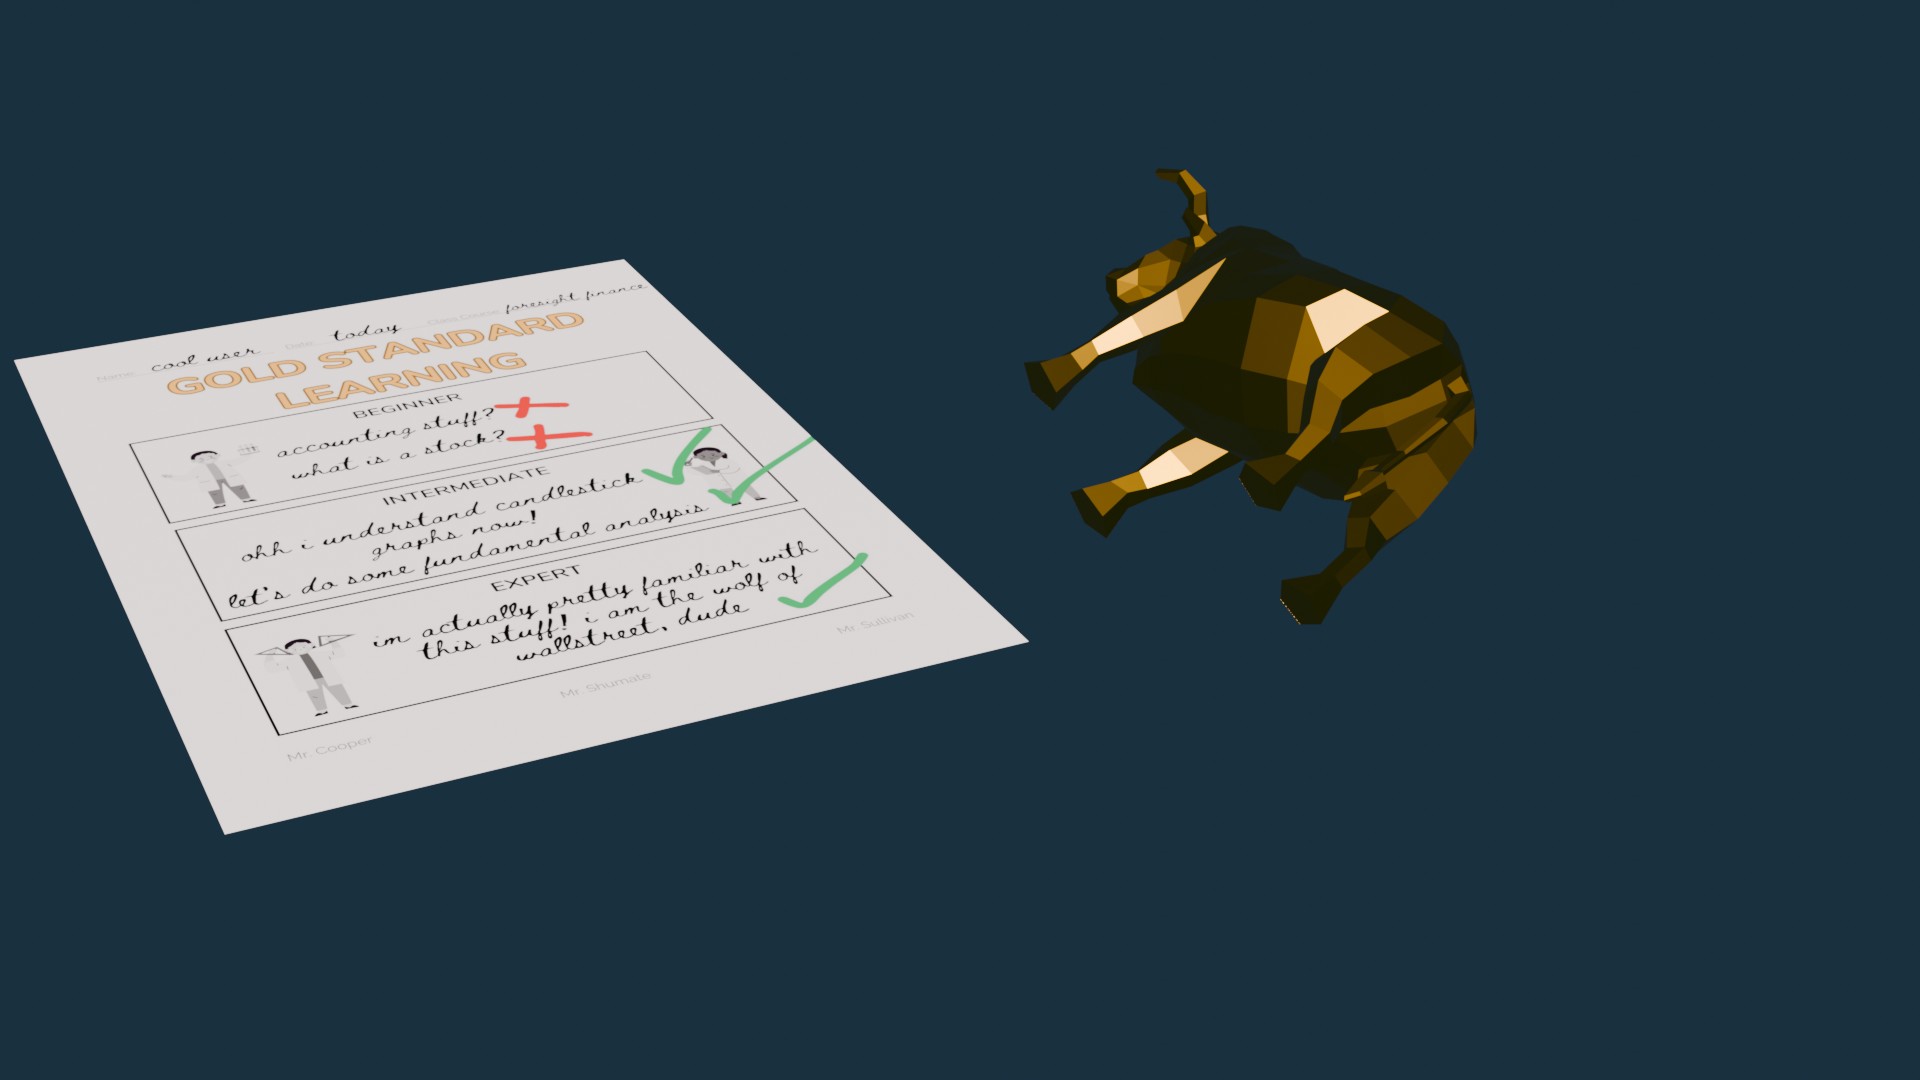 Name: cool user Date: today Class Course: foresight finance
GOLD STANDARD
LEARNING
BEGINNER
accounting stuff?
what is a stock?
INTERMEDIATE
ohh i understand candlestick
graphs now!
let's do some fundamental analysis
EXPERT
im actually pretty familiar with
this stuff! i am the wolf of
wallstreet, dude
Mr. Cooper Mr. Shumate Mr. Sullivan